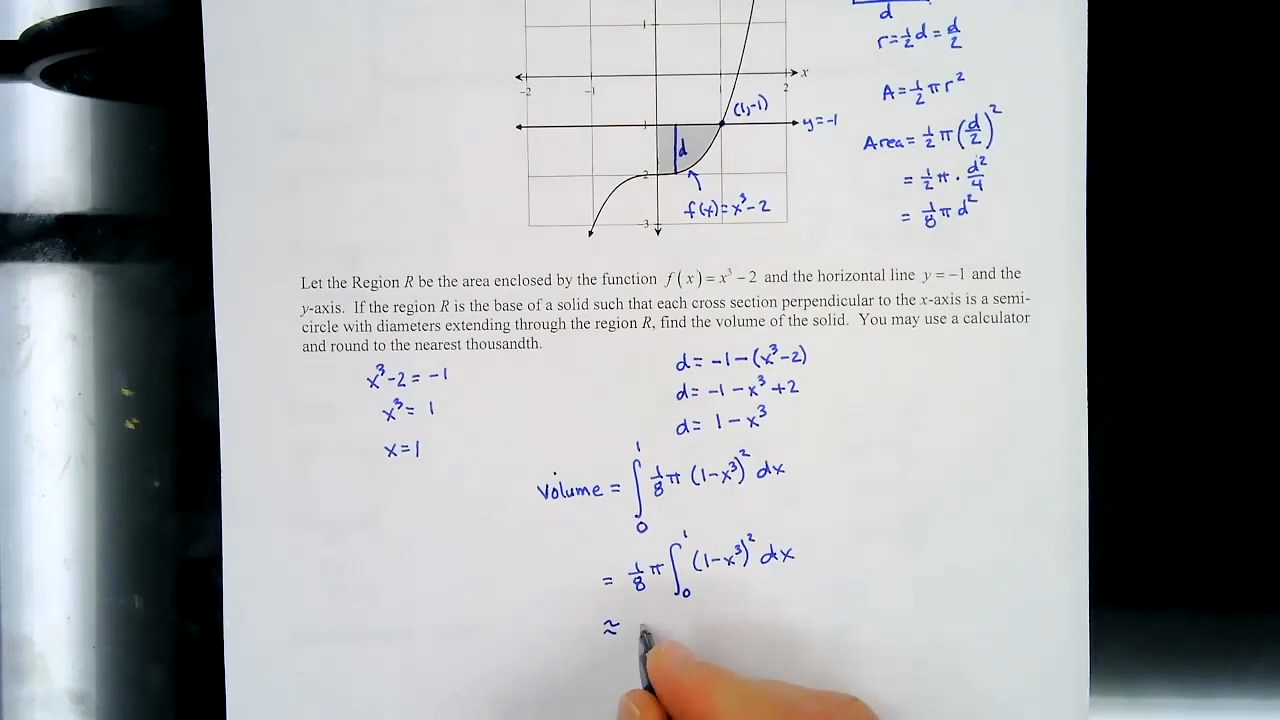 d
r = 1/2 d = d/2
1
x
-2
-1
2
(1,-1)
A = 1/2 π r²
y = -1
1
Area = 1/2 π (d/2)²
d
= 1/2 π · d²/4
2
f(x) = x³ - 2
= 1/8 π d²
-3
Let the Region R be the area enclosed by the function f(x) = x³ - 2 and the horizontal line y = -1 and the
y-axis. If the region R is the base of a solid such that each cross section perpendicular to the x-axis is a semi-
circle with diameters extending through the region R, find the volume of the solid. You may use a calculator
and round to the nearest thousandth.
x³ - 2 = -1
x³ = 1
x = 1
d = -1 - (x³ - 2)
d = -1 - x³ + 2
d = 1 - x³
Volume = ∫₀¹ 1/8 π (1 - x³)² dx
= 1/8 π ∫₀¹ (1 - x³)² dx
≈